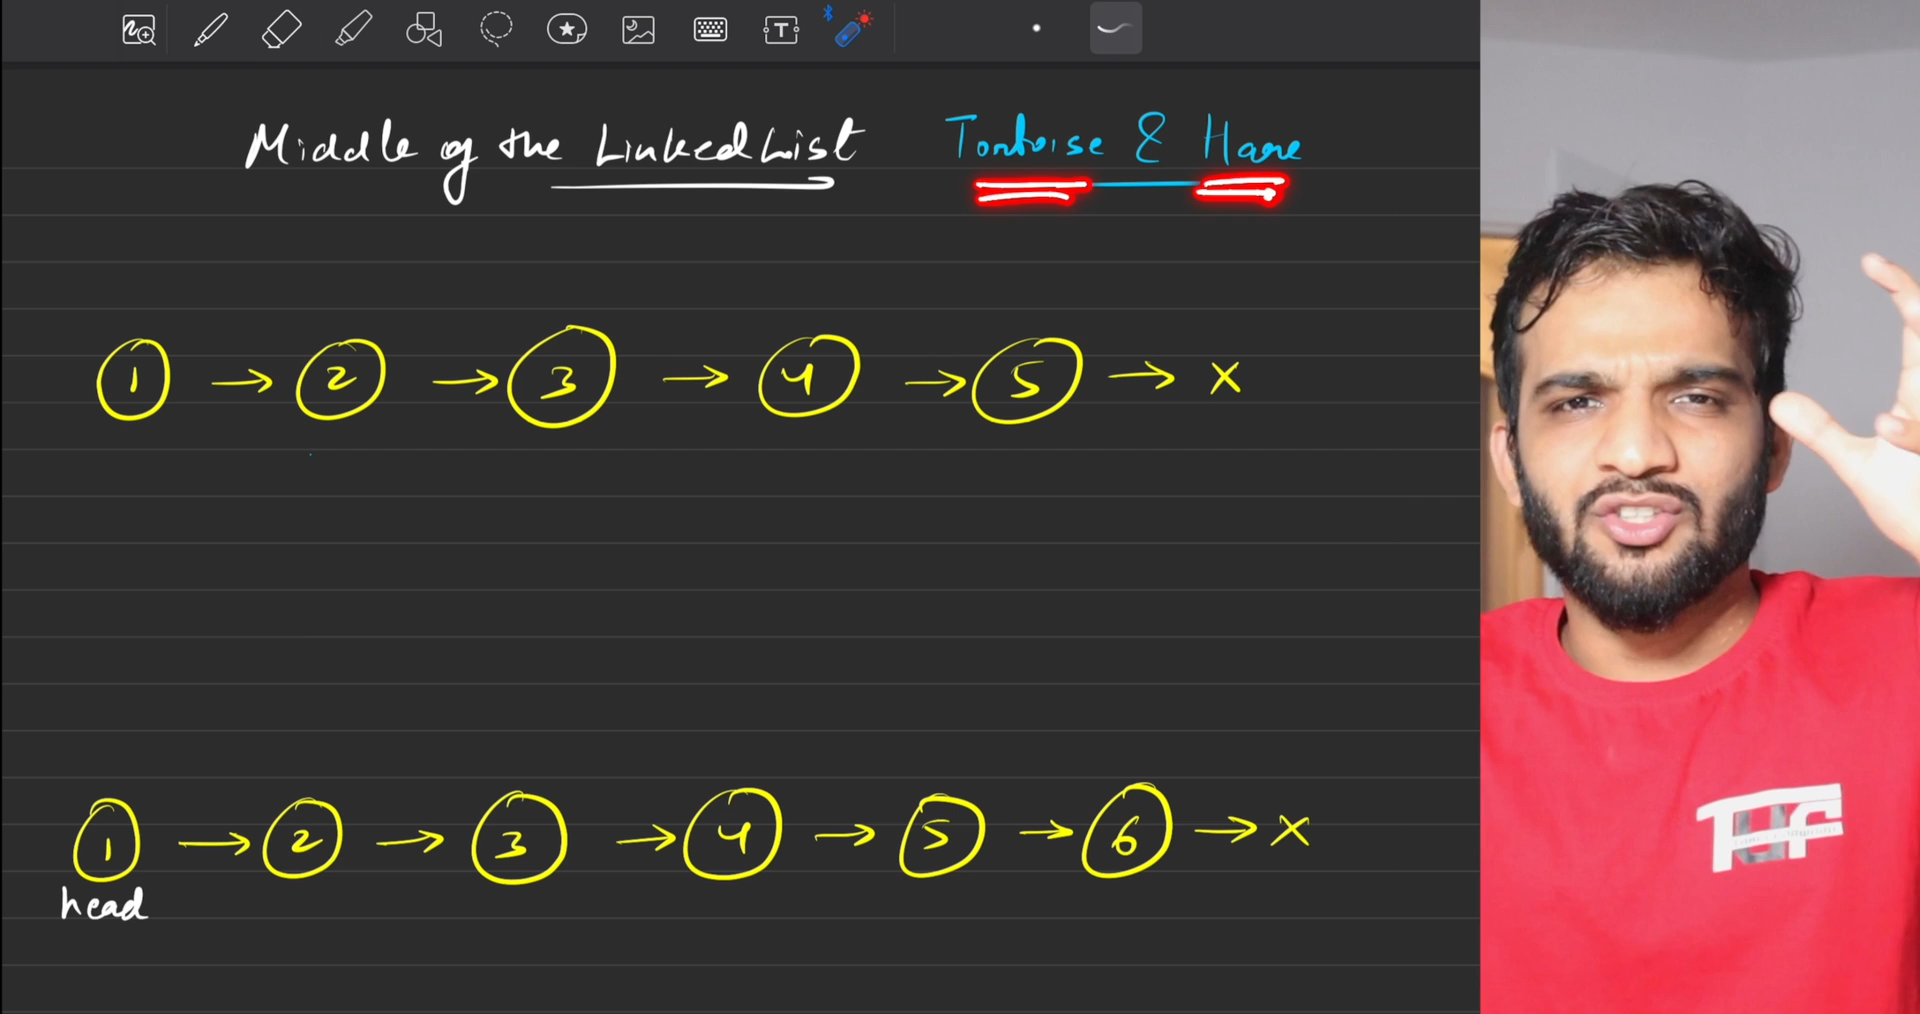 Middle of the LinkedList Tortoise & Hare
1 → 2 → 3 → 4 → 5 → x
1 → 2 → 3 → 4 → 5 → 6 → x
head
TUF